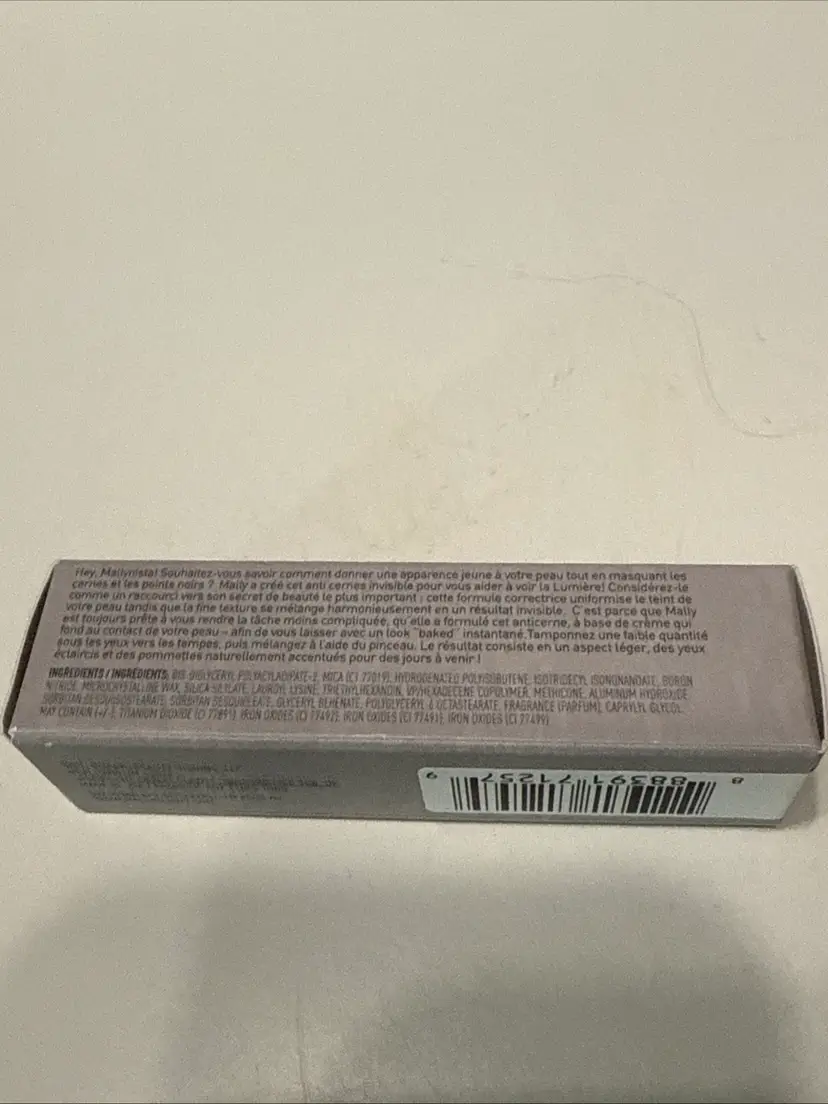 Hey, Mallynista! Souhaitez-vous savoir comment donner une apparence jeune à votre peau tout en masquant les
cernes et les points noirs ? Mally a créé cet anti cernes invisible pour vous aider à voir la Lumière! Considérez-le
comme un raccourci vers son secret de beauté le plus important : cette formule correctrice uniformise le teint de
votre peau tandis que la fine texture se mélange harmonieusement en un résultat invisible. C'est parce que Mally
est toujours prête à vous rendre la tâche moins compliquée, qu'elle a formulé cet anticerne, à base de crème qui
fond au contact de votre peau – afin de vous laisser avec un look "baked" instantané.Tamponnez une faible quantité
sous les yeux vers les tempes, puis mélangez à l'aide du pinceau. Le résultat consiste en un aspect léger, des yeux
éclaircis et des pommettes naturellement accentués pour des jours à venir !
INGREDIENTS / INGRÉDIENTS: BIS-DIGLYCERYL POLYACYLADIPATE-2, MICA (CI 77019), HYDROGENATED POLYISOBUTENE, ISOTRIDECYL ISONONANOATE, BORON
NITRIDE, MICROCRYSTALLINE WAX, SILICA SILYLATE, LAUROYL LYSINE, TRIETHYLHEXANOIN, VP/HEXADECENE COPOLYMER, METHICONE, ALUMINUM HYDROXIDE,
SORBITAN SESQUIISOSTEARATE, SORBITAN SESQUIOLEATE, GLYCERYL BEHENATE, POLYGLYCERYL-6 OCTASTEARATE, FRAGRANCE (PARFUM), CAPRYLYL GLYCOL.
MAY CONTAIN (+/-): TITANIUM DIOXIDE (CI 77891), IRON OXIDES (CI 77492), IRON OXIDES (CI 77491), IRON OXIDES (CI 77499)
8 88391 71257 9